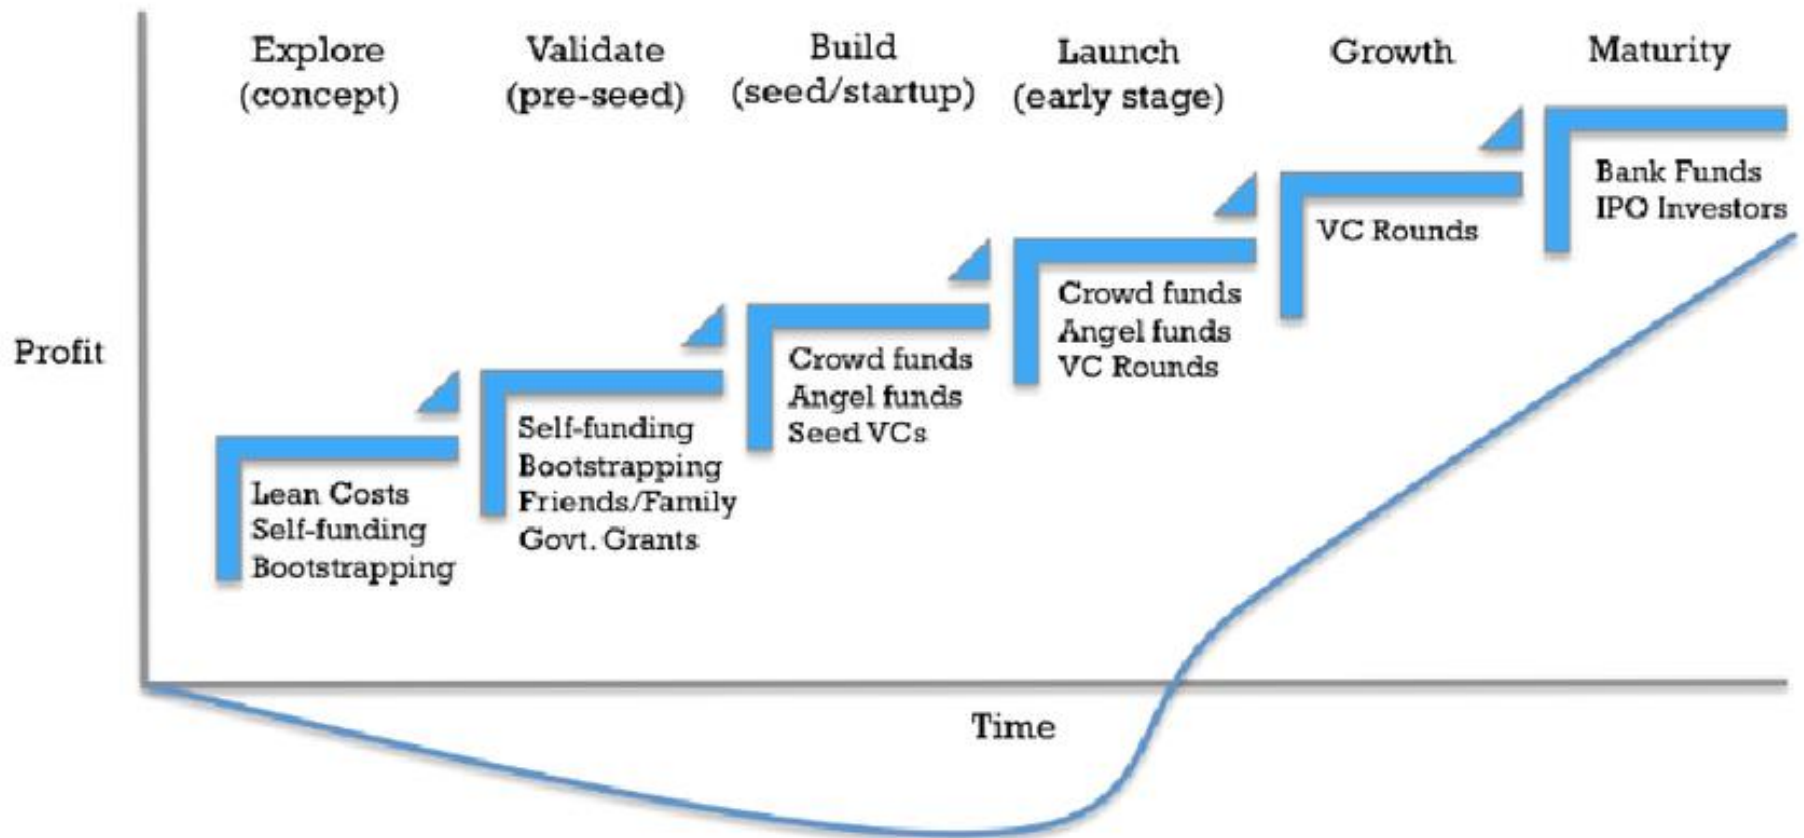 Explore
(concept)
Validate
(pre-seed)
Build
(seed/startup)
Launch
(early stage)
Growth
Maturity
Profit
Lean Costs
Self-funding
Bootstrapping
Self-funding
Bootstrapping
Friends/Family
Govt. Grants
Crowd funds
Angel funds
Seed VCs
Crowd funds
Angel funds
VC Rounds
VC Rounds
Bank Funds
IPO Investors
Time